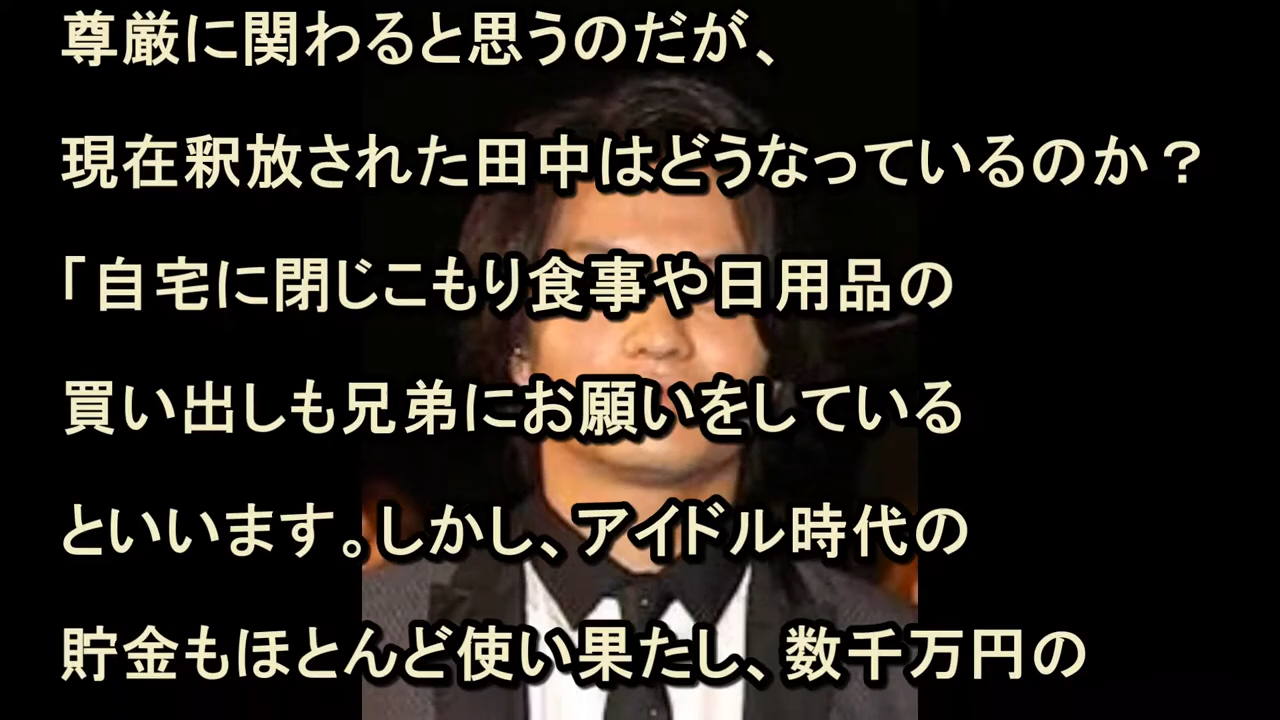 尊厳に関わると思うのだが、
現在釈放された田中はどうなっているのか？
「自宅に閉じこもり食事や日用品の
買い出しも兄弟にお願いをしている
といいます。しかし、アイドル時代の
貯金もほとんど使い果たし、数千万円の